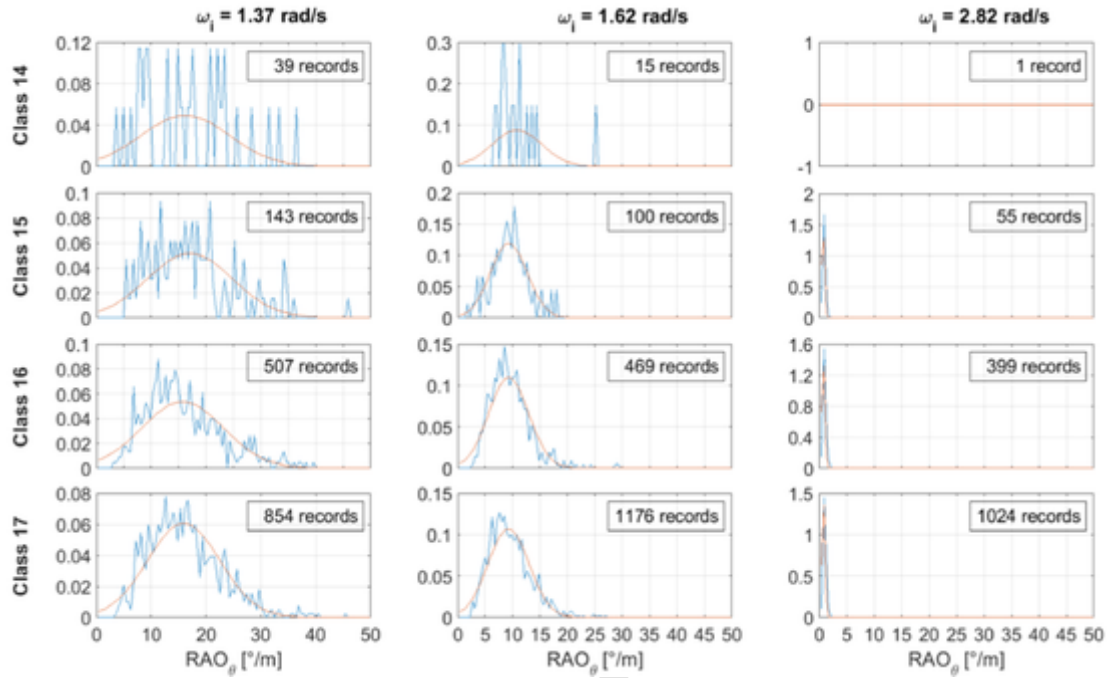 ω_i = 1.37 rad/s ω_i = 1.62 rad/s ω_i = 2.82 rad/s
Class 14
0.12
0.08
0.04
0
39 records
0.3
0.2
0.1
0
15 records
1
0
-1
1 record
Class 15
0.1
0.08
0.06
0.04
0.02
0
143 records
0.2
0.15
0.1
0.05
0
100 records
2
1.5
1
0.5
0
55 records
Class 16
0.1
0.08
0.06
0.04
0.02
0
507 records
0.15
0.1
0.05
0
469 records
1.6
1.2
0.8
0.4
0
399 records
Class 17
0.08
0.06
0.04
0.02
0
854 records
0.15
0.1
0.05
0
1176 records
1.5
1
0.5
0
1024 records
0 10 20 30 40 50 0 5 10 15 20 25 30 35 40 45 50 0 5 10 15 20 25 30 35 40 45 50
RAO_θ [°/m] RAO_θ [°/m] RAO_θ [°/m]